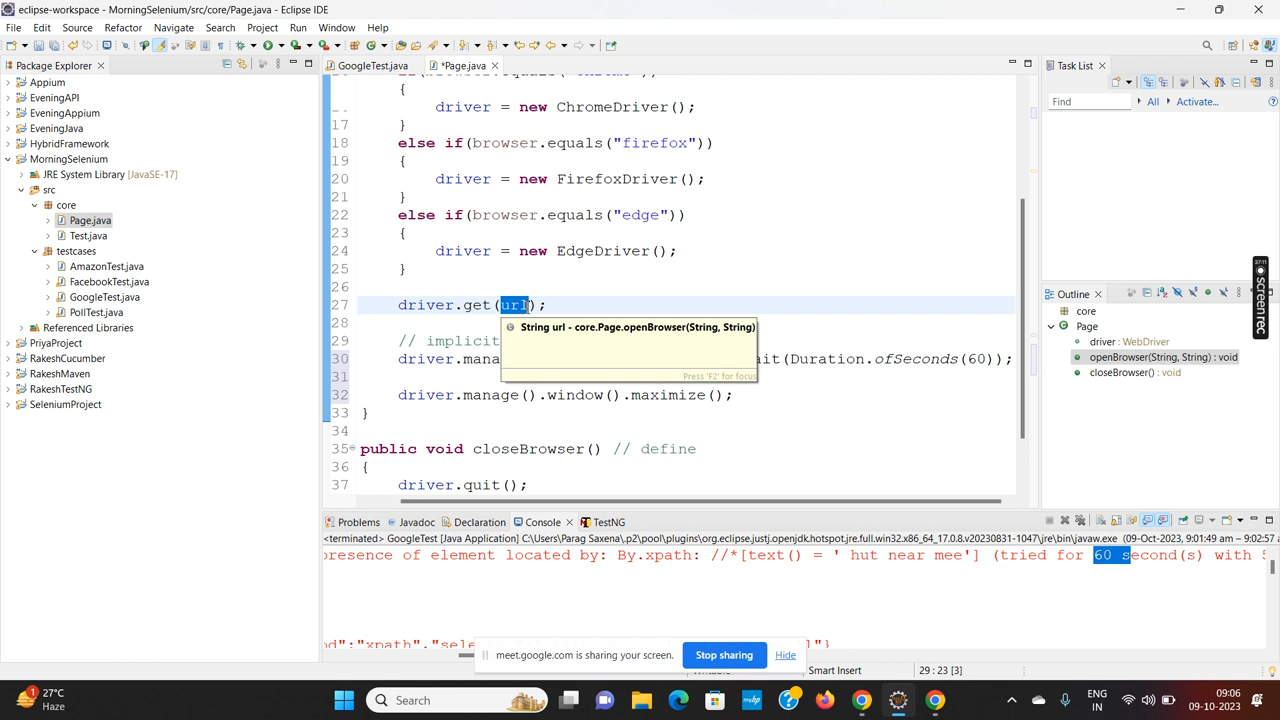 eclipse-workspace - MorningSelenium/src/core/Page.java - Eclipse IDE
File Edit Source Refactor Navigate Search Project Run Window Help
Package Explorer
GoogleTest.java
*Page.java
Task List
Find
All
Activate...
Appium
EveningAPI
EveningAppium
EveningJava
HybridFramework
MorningSelenium
JRE System Library [JavaSE-17]
src
core
Page.java
Test.java
testcases
AmazonTest.java
FacebookTest.java
GoogleTest.java
PollTest.java
Referenced Libraries
PriyaProject
RakeshCucumber
RakeshMaven
RakeshTestNG
SeleniumProject
{
driver = new ChromeDriver();
17 }
18 else if(browser.equals("firefox"))
19 {
20 driver = new FirefoxDriver();
21 }
22 else if(browser.equals("edge"))
23 {
24 driver = new EdgeDriver();
25 }
26
27 driver.get(url);
28
29 // implicit
30 driver.mana ait(Duration.ofSeconds(60));
31
32 driver.manage().window().maximize();
33 }
34
35 public void closeBrowser() // define
36 {
37 driver.quit();
String url - core.Page.openBrowser(String, String)
Press 'F2' for focus
37:11
screenrec
Outline
core
Page
driver : WebDriver
openBrowser(String, String) : void
closeBrowser() : void
Problems
Javadoc
Declaration
Console
TestNG
<terminated> GoogleTest [Java Application] C:\Users\Parag Saxena\.p2\pool\plugins\org.eclipse.justj.openjdk.hotspot.jre.full.win32.x86_64_17.0.8.v20230831-1047\jre\bin\javaw.exe (09-Oct-2023, 9:01:49 am – 9:02:57
presence of element located by: By.xpath: //*[text() = ' hut near mee'] (tried for 60 second(s) with
meet.google.com is sharing your screen.
Stop sharing
Hide
Smart Insert
29 : 23 [3]
27°C
Haze
Search
ENG
IN
09:06
09-10-2023